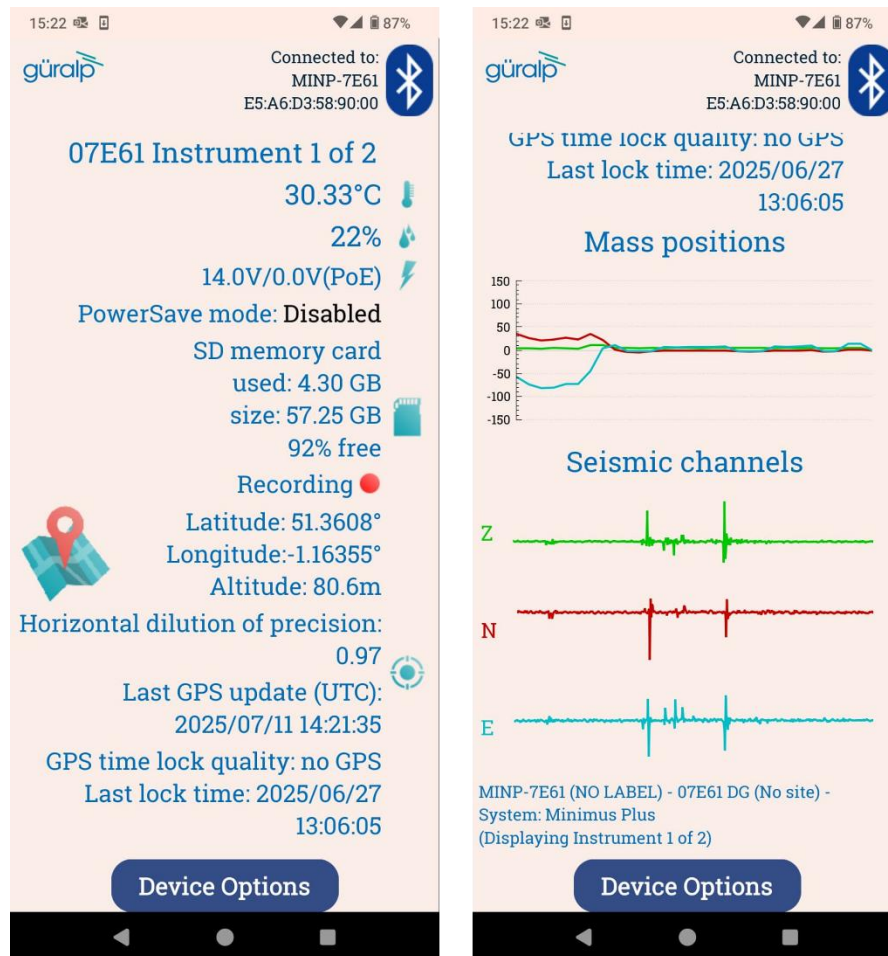 15:22
87%
güralp
Connected to:
MINP-7E61
E5:A6:D3:58:90:00
07E61 Instrument 1 of 2
30.33°C
22%
14.0V/0.0V(PoE)
PowerSave mode: Disabled
SD memory card
used: 4.30 GB
size: 57.25 GB
92% free
Recording
Latitude: 51.3608°
Longitude:-1.16355°
Altitude: 80.6m
Horizontal dilution of precision:
0.97
Last GPS update (UTC):
2025/07/11 14:21:35
GPS time lock quality: no GPS
Last lock time: 2025/06/27
13:06:05
Device Options
15:22
87%
güralp
Connected to:
MINP-7E61
E5:A6:D3:58:90:00
GPS time lock quality: no GPS
Last lock time: 2025/06/27
13:06:05
Mass positions
150
100
50
0
-50
-100
-150
Seismic channels
Z
N
E
MINP-7E61 (NO LABEL) - 07E61 DG (No site) -
System: Minimus Plus
(Displaying Instrument 1 of 2)
Device Options